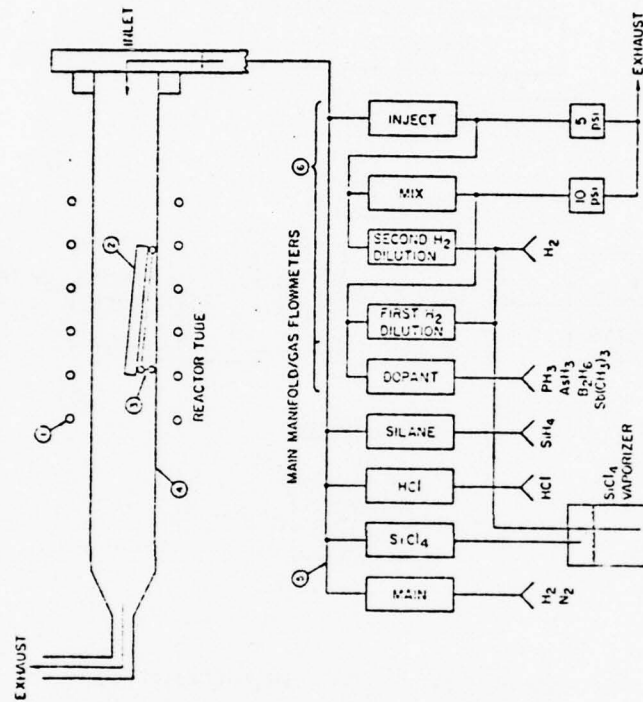 EXHAUST
INLET
①
②
③
④
REACTOR TUBE
MAIN MANIFOLD/GAS FLOWMETERS
⑤
⑥
MAIN
SiCl₄
HCl
SILANE
DOPANT
FIRST H₂
DILUTION
SECOND H₂
DILUTION
MIX
INJECT
H₂
N₂
HCl
SiH₄
PH₃
AsH₃
B₂H₆
Sb(CH₃)₃
H₂
10
psi
5
psi
EXHAUST
SiCl₄
VAPORIZER